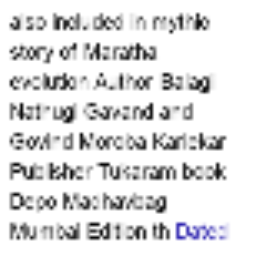 also included in mythic
story of Maratha
evolution Author Balaji
Nathuji Gavand and
Govind Moroba Karlekar
Publisher Tukaram book
Depo Madhavbag
Mumbai Edition th Dated